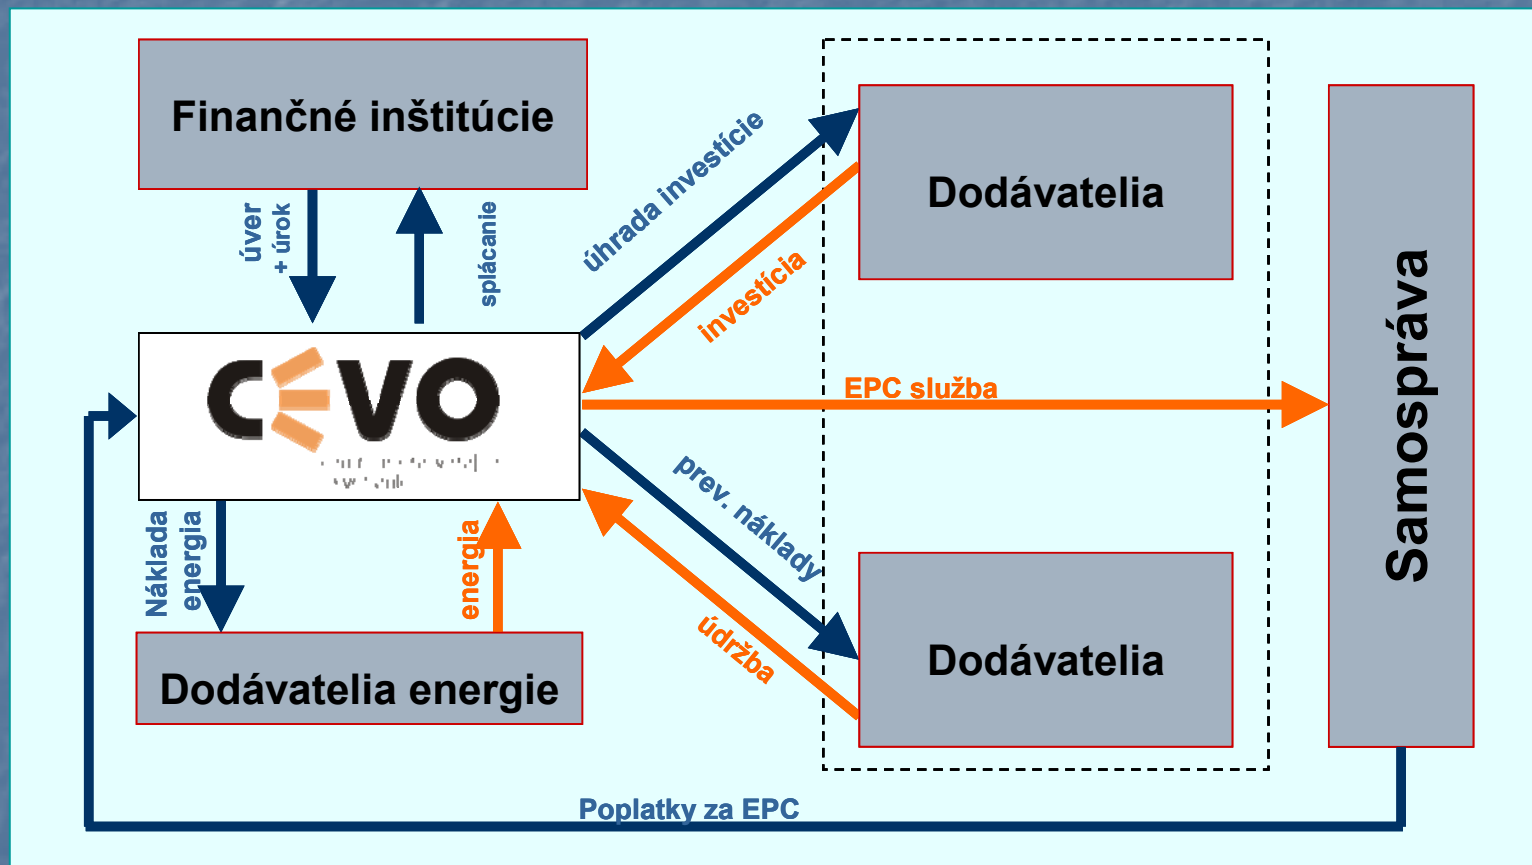 Finančné inštitúcie
úver
+ úrok
splácanie
úhrada investície
investícia
Dodávatelia
CEVO
EPC služba
Samospráva
prev. náklady
údržba
Náklada
energia
energia
Dodávatelia energie
Dodávatelia
Poplatky za EPC